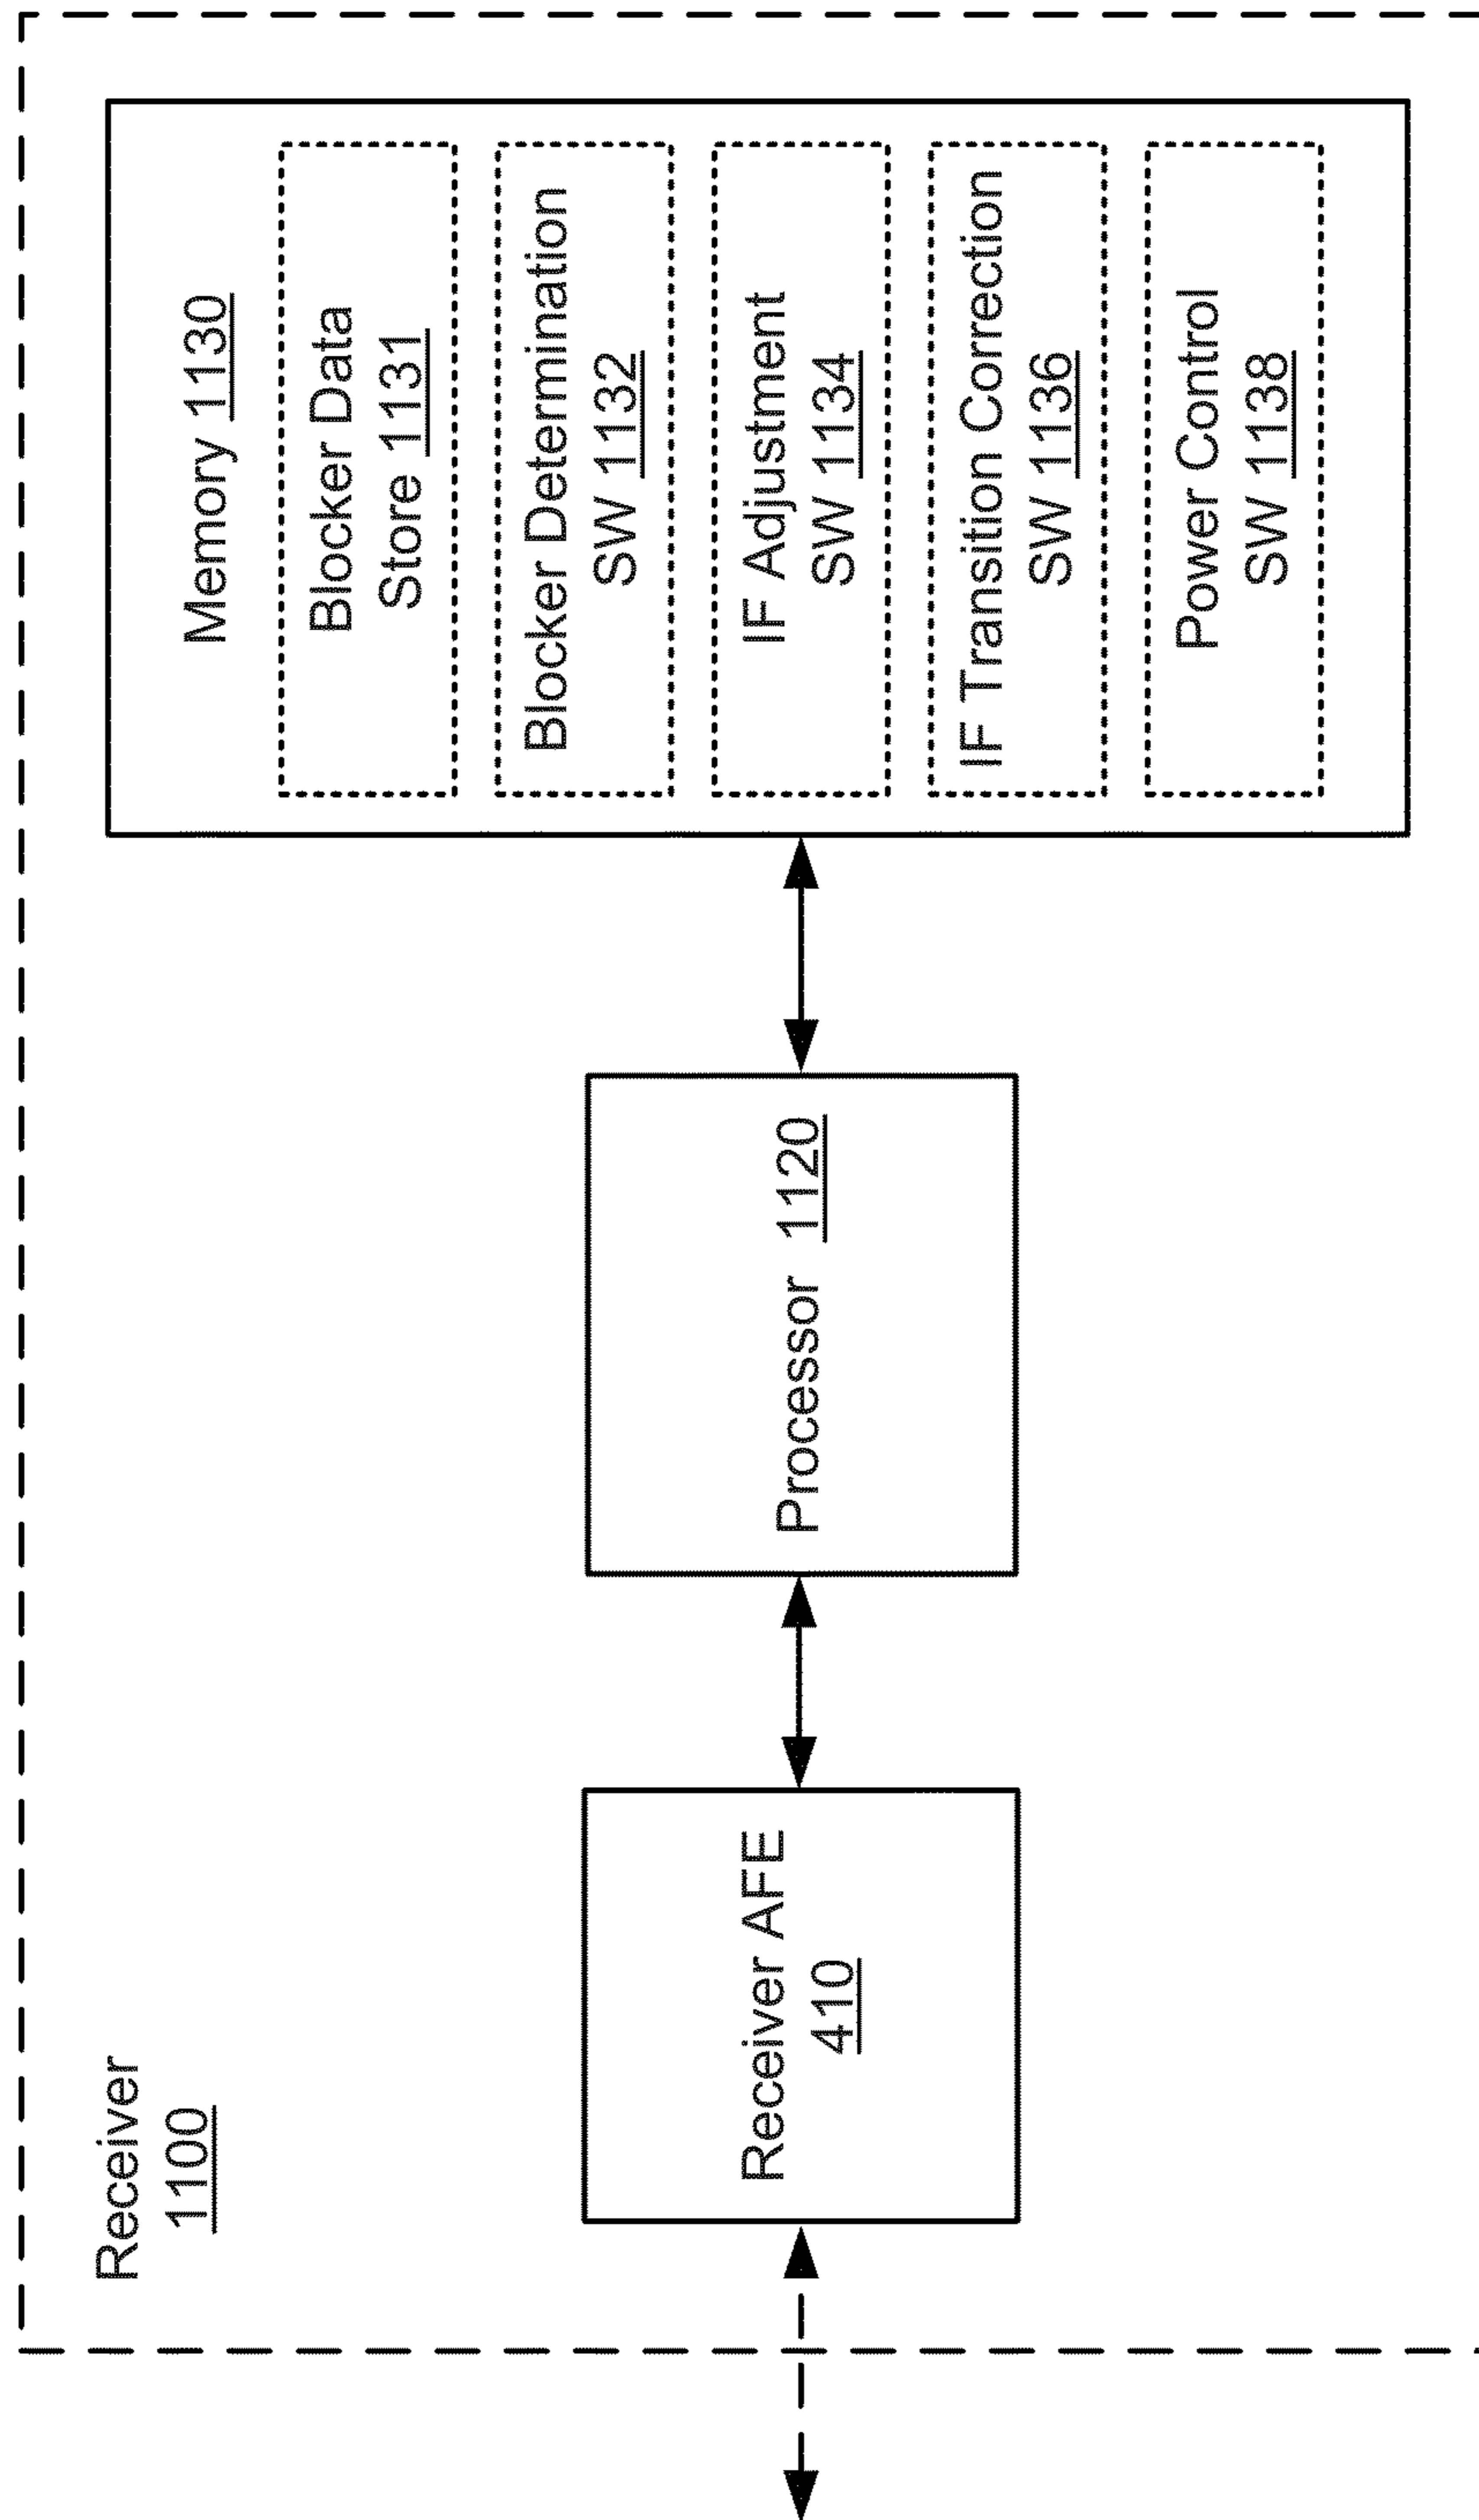 Receiver
1100
Receiver AFE
410
Processor 1120
Memory 1130
Blocker Data
Store 1131
Blocker Determination
SW 1132
IF Adjustment
SW 1134
IF Transition Correction
SW 1136
Power Control
SW 1138